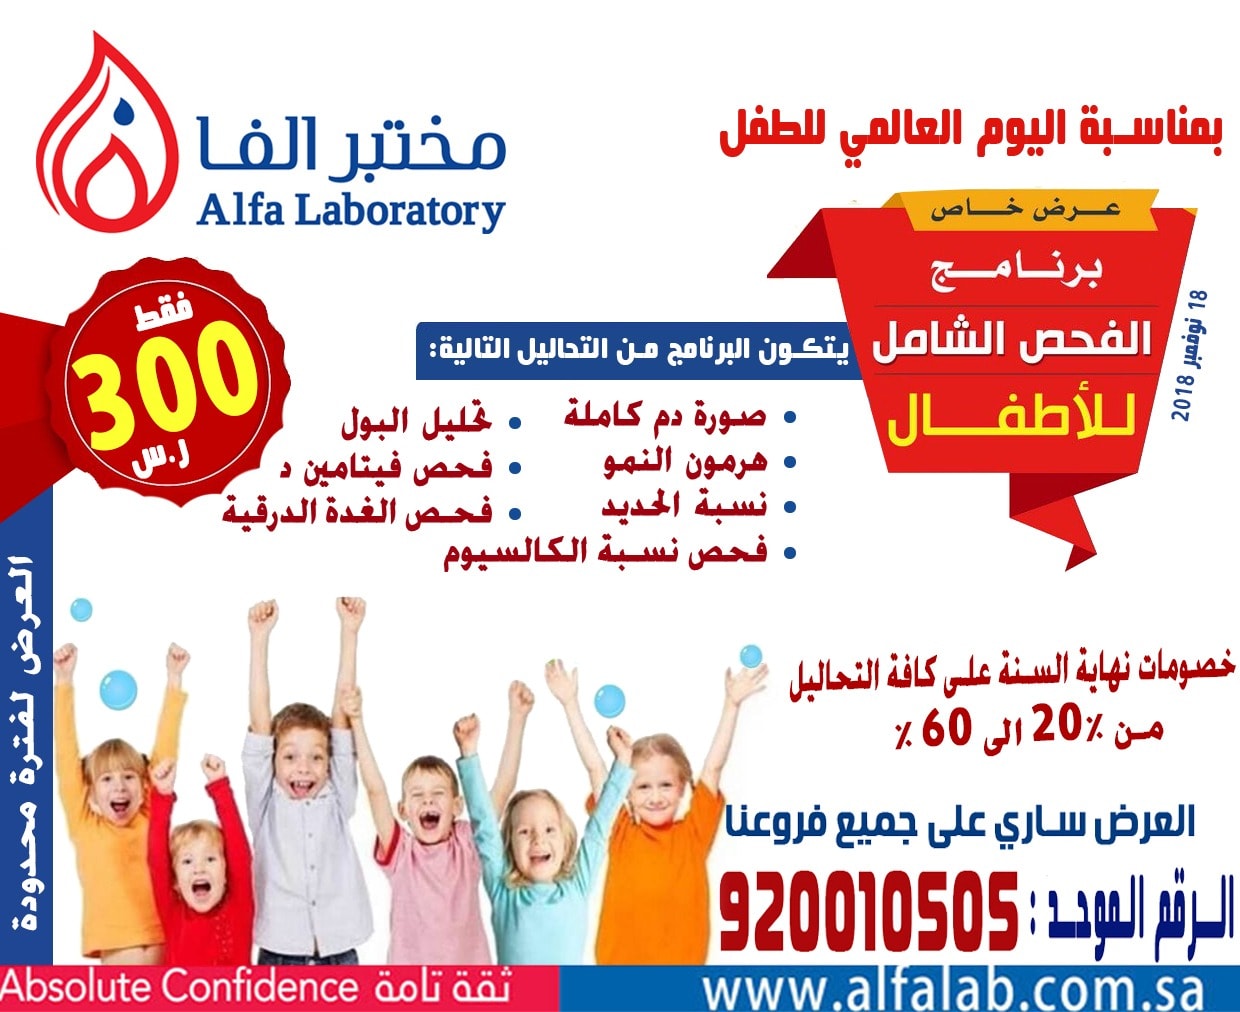 مختبر الفا
Alfa Laboratory
بمناسبة اليوم العالمي للطفل
عرض خاص
برنامج
الفحص الشامل
للأطفال
18 نوفمبر 2018
فقط
300
ر.س
يتكون البرنامج من التحاليل التالية:
• صورة دم كاملة
• هرمون النمو
• نسبة الحديد
• فحص نسبة الكالسيوم
• تحليل البول
• فحص فيتامين د
• فحص الغدة الدرقية
العرض لفترة محدودة
خصومات نهاية السنة على كافة التحاليل
من 20٪ الى 60 ٪
العرض ساري على جميع فروعنا
الرقم الموحد : 920010505
Absolute Confidence ثقة تامة
www.alfalab.com.sa